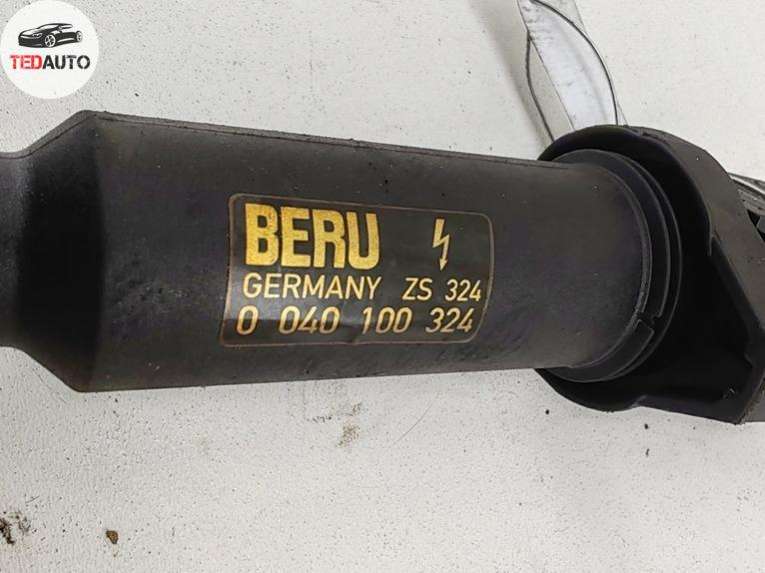 TEDAUTO
BERU
GERMANY ZS 324
0 040 100 324